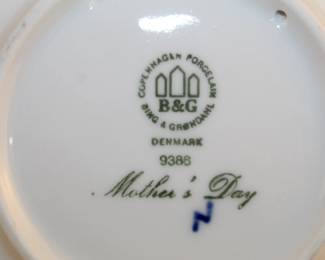 COPENHAGEN PORCELAIN
B&G
BING & GRØNDAHL
DENMARK
9386
Mother's Day